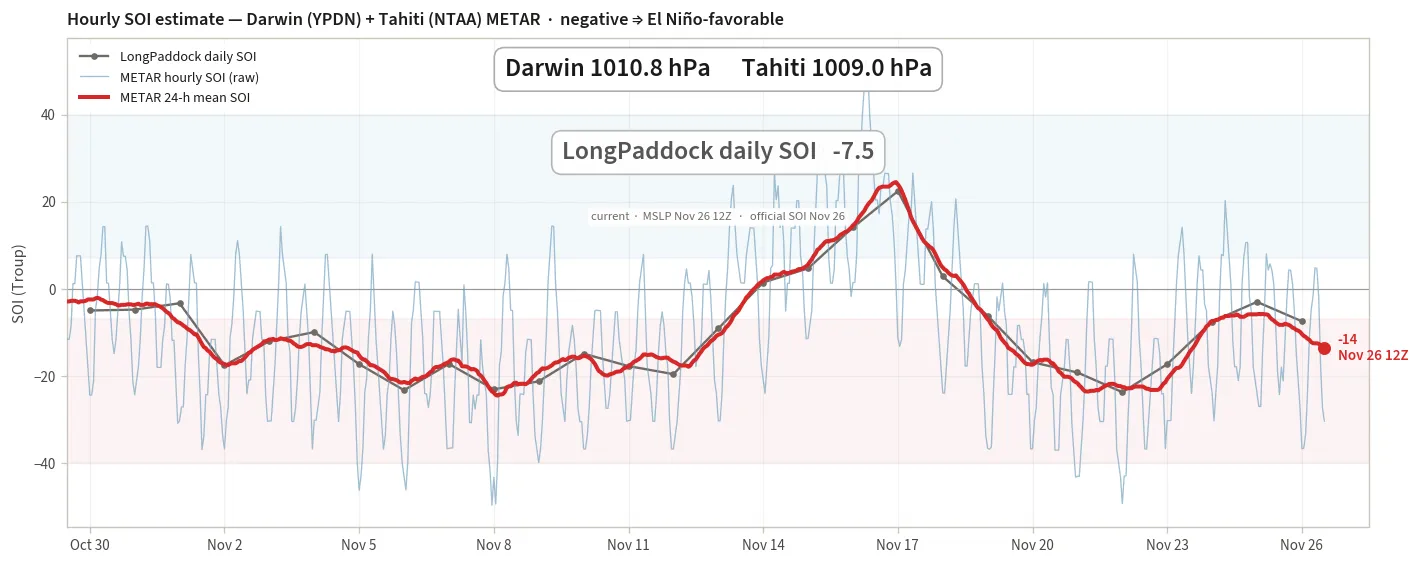 Hourly SOI estimate — Darwin (YPDN) + Tahiti (NTAA) METAR · negative ⇒ El Niño-favorable
LongPaddock daily SOI
METAR hourly SOI (raw)
METAR 24-h mean SOI
Darwin 1010.8 hPa Tahiti 1009.0 hPa
LongPaddock daily SOI -7.5
current · MSLP Nov 26 12Z · official SOI Nov 26
SOI (Troup)
40
20
0
−20
−40
-14
Nov 26 12Z
Oct 30 Nov 2 Nov 5 Nov 8 Nov 11 Nov 14 Nov 17 Nov 20 Nov 23 Nov 26